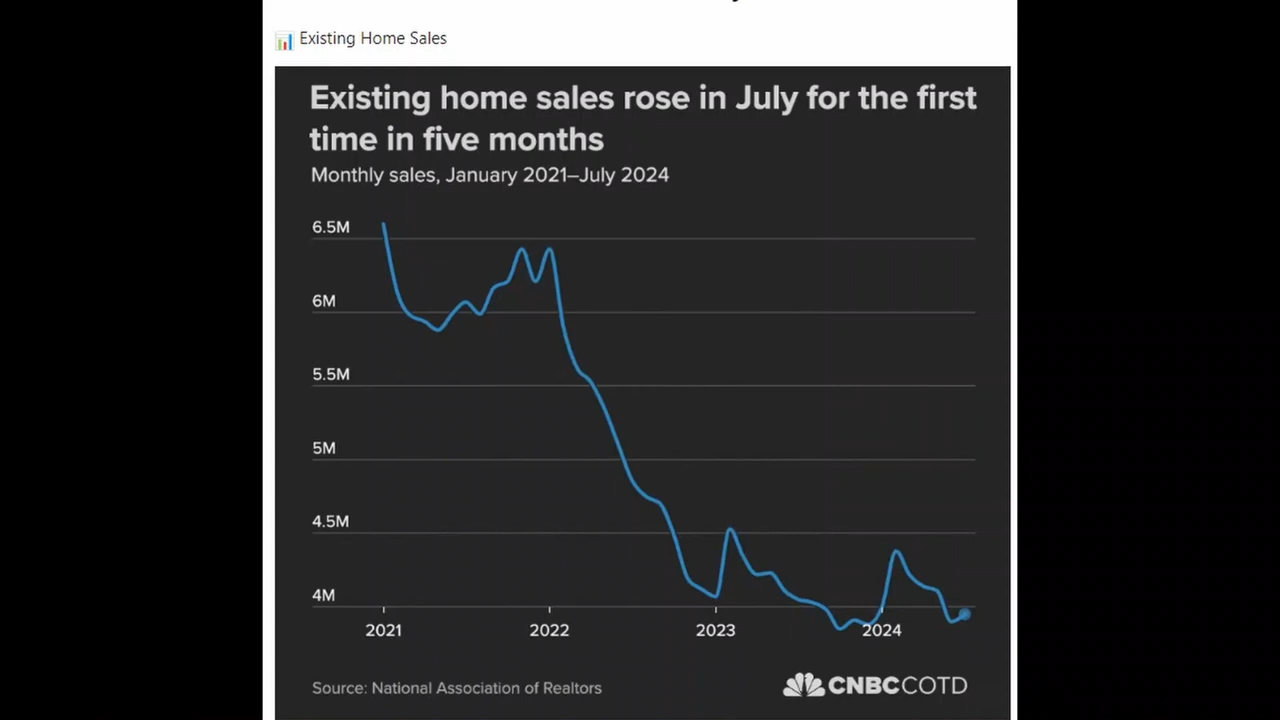 Existing Home Sales
Existing home sales rose in July for the first
time in five months
Monthly sales, January 2021–July 2024
6.5M
6M
5.5M
5M
4.5M
4M
2021 2022 2023 2024
Source: National Association of Realtors
CNBCCOTD